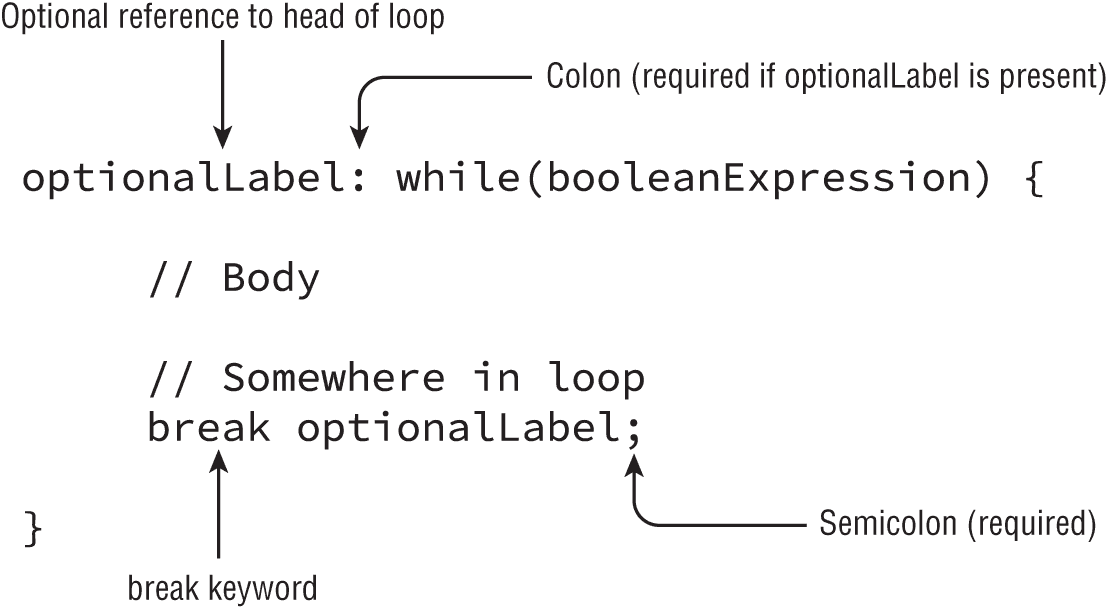 Optional reference to head of loop
Colon (required if optionalLabel is present)
optionalLabel: while(booleanExpression) {
// Body
// Somewhere in loop
break optionalLabel;
}
Semicolon (required)
break keyword